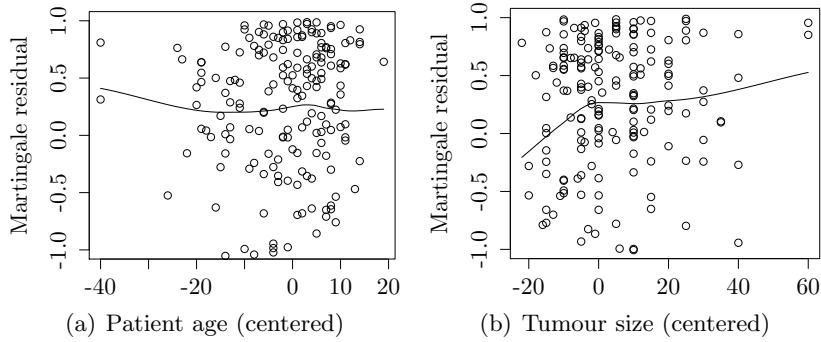 Martingale residual
-1.0 -0.5 0.0 0.5 1.0
-40 -20 0 10 20
(a) Patient age (centered)
Martingale residual
-1.0 -0.5 0.0 0.5 1.0
-20 0 20 40 60
(b) Tumour size (centered)